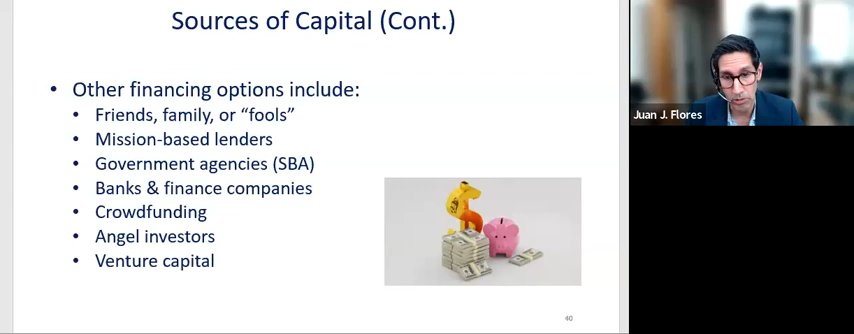 Sources of Capital (Cont.)
• Other financing options include:
• Friends, family, or “fools”
• Mission-based lenders
• Government agencies (SBA)
• Banks & finance companies
• Crowdfunding
• Angel investors
• Venture capital
40
Juan J. Flores